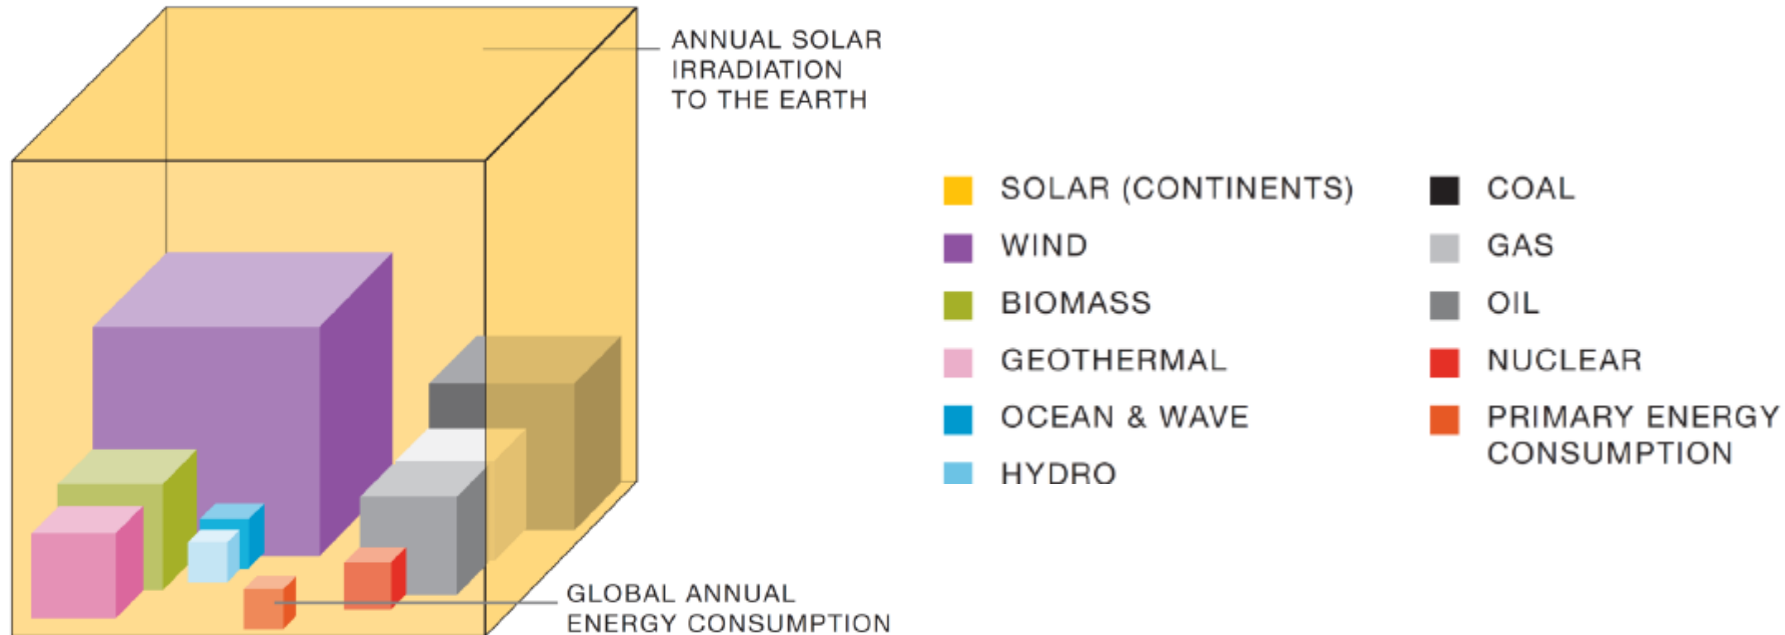 ANNUAL SOLAR
IRRADIATION
TO THE EARTH
SOLAR (CONTINENTS)
WIND
BIOMASS
GEOTHERMAL
OCEAN & WAVE
HYDRO
COAL
GAS
OIL
NUCLEAR
PRIMARY ENERGY
CONSUMPTION
GLOBAL ANNUAL
ENERGY CONSUMPTION